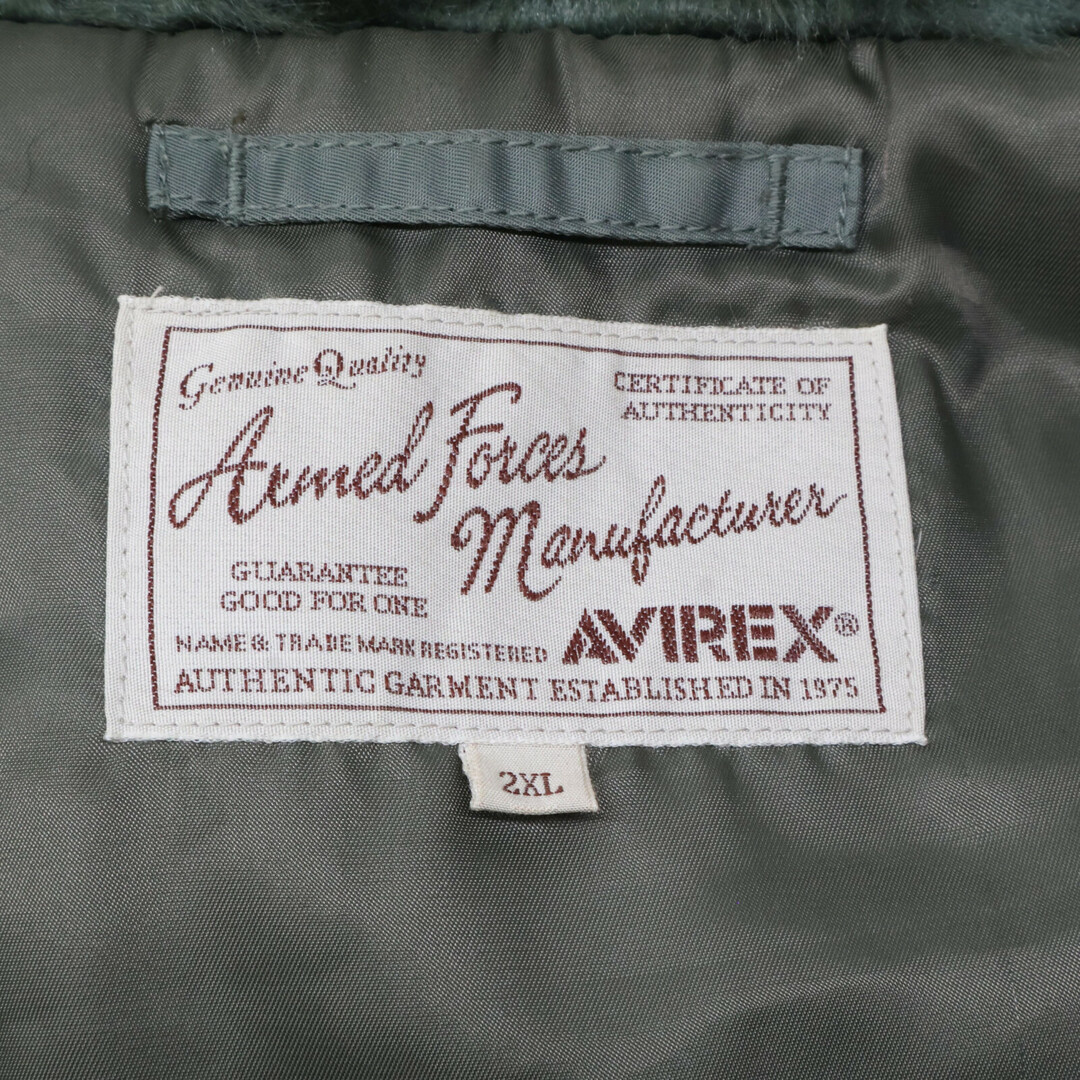 Genuine Quality
CERTIFICATE OF
AUTHENTICITY
Armed Forces
Manufacturer
GUARANTEE
GOOD FOR ONE
NAME & TRADE MARK REGISTERED
AVIREX®
AUTHENTIC GARMENT ESTABLISHED IN 1975
2XL